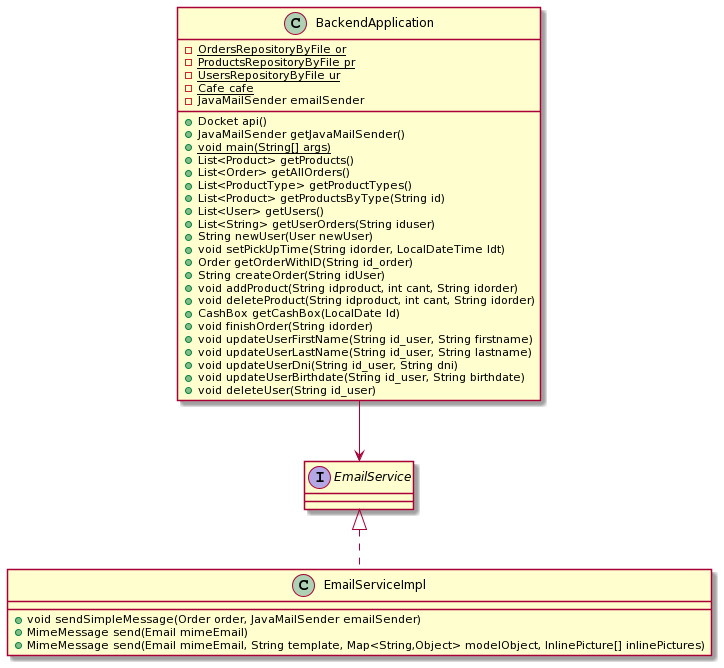 C BackendApplication
OrdersRepositoryByFile or
ProductsRepositoryByFile pr
UsersRepositoryByFile ur
Cafe cafe
JavaMailSender emailSender
Docket api()
JavaMailSender getJavaMailSender()
void main(String[] args)
List<Product> getProducts()
List<Order> getAllOrders()
List<ProductType> getProductTypes()
List<Product> getProductsByType(String id)
List<User> getUsers()
List<String> getUserOrders(String iduser)
String newUser(User newUser)
void setPickUpTime(String idorder, LocalDateTime ldt)
Order getOrderWithID(String id_order)
String createOrder(String idUser)
void addProduct(String idproduct, int cant, String idorder)
void deleteProduct(String idproduct, int cant, String idorder)
CashBox getCashBox(LocalDate ld)
void finishOrder(String idorder)
void updateUserFirstName(String id_user, String firstname)
void updateUserLastName(String id_user, String lastname)
void updateUserDni(String id_user, String dni)
void updateUserBirthdate(String id_user, String birthdate)
void deleteUser(String id_user)
I EmailService
C EmailServiceImpl
void sendSimpleMessage(Order order, JavaMailSender emailSender)
MimeMessage send(Email mimeEmail)
MimeMessage send(Email mimeEmail, String template, Map<String,Object> modelObject, InlinePicture[] inlinePictures)